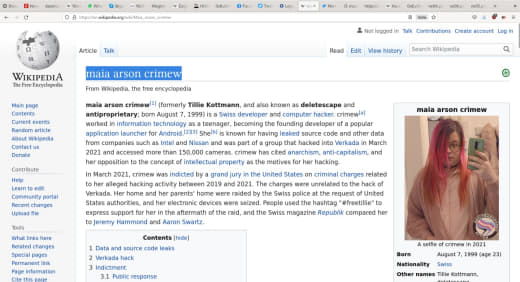 en.wikipedia.org/wiki/Maia_arson_crimew
Not logged in Talk Contributions Create account Log in
Article Talk Read Edit View history Search Wikipedia
WIKIPEDIA
The Free Encyclopedia
Main page
Contents
Current events
Random article
About Wikipedia
Contact us
Donate
Contribute
Help
Learn to edit
Community portal
Recent changes
Upload file
Tools
What links here
Related changes
Special pages
Permanent link
Page information
Cite this page
maia arson crimew
From Wikipedia, the free encyclopedia
maia arson crimew[1] (formerly Tillie Kottmann, and also known as deletescape and
antiproprietary; born August 7, 1999) is a Swiss developer and computer hacker. crimew[a]
worked in information technology as a teenager, becoming the founding developer of a popular
application launcher for Android.[2][3] She[b] is known for having leaked source code and other data
from companies such as Intel and Nissan and was part of a group that hacked into Verkada in March
2021 and accessed more than 150,000 cameras. crimew has cited anarchism, anti-capitalism, and
her opposition to the concept of intellectual property as the motives for her hacking.
In March 2021, crimew was indicted by a grand jury in the United States on criminal charges related
to her alleged hacking activity between 2019 and 2021. The charges were unrelated to the hack of
Verkada. Her home and her parents' home were raided by the Swiss police at the request of United
States authorities, and her electronic devices were seized. People used the hashtag "#freetillie" to
express support for her in the aftermath of the raid, and the Swiss magazine Republik compared her
to Jeremy Hammond and Aaron Swartz.
Contents [hide]
1 Data and source code leaks
2 Verkada hack
3 Indictment
3.1 Public response
maia arson crimew
A selfie of crimew in 2021
Born August 7, 1999 (age 23)
Nationality Swiss
Other names Tillie Kottmann,